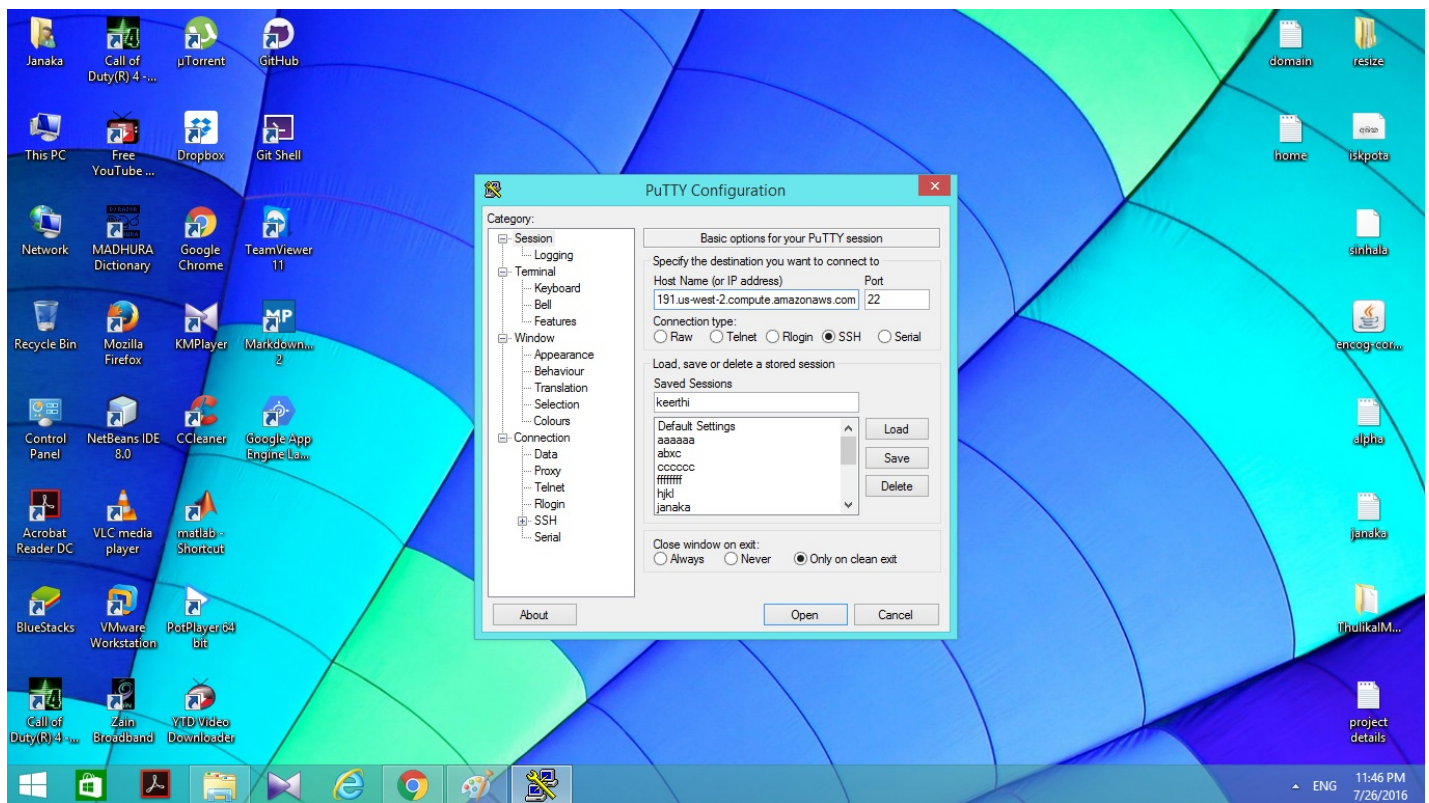 Janaka
Call of
Duty(R) 4 -...
µTorrent
GitHub
This PC
Free
YouTube ...
Dropbox
Git Shell
Network
MADHURA
Dictionary
Google
Chrome
TeamViewer
11
Recycle Bin
Mozilla
Firefox
KMPlayer
MP
Markdown...
2
Control
Panel
NetBeans IDE
8.0
CCleaner
Google App
Engine La...
Acrobat
Reader DC
VLC media
player
matlab -
Shortcut
BlueStacks
VMware
Workstation
PotPlayer 64
bit
Call of
Duty(R) 4 -...
Zain
Broadband
YTD Video
Downloader
PuTTY Configuration
Category:
Session
Logging
Terminal
Keyboard
Bell
Features
Window
Appearance
Behaviour
Translation
Selection
Colours
Connection
Data
Proxy
Telnet
Rlogin
SSH
Serial
Basic options for your PuTTY session
Specify the destination you want to connect to
Host Name (or IP address) Port
191.us-west-2.compute.amazonaws.com 22
Connection type:
Raw Telnet Rlogin SSH Serial
Load, save or delete a stored session
Saved Sessions
keerthi
Default Settings
aaaaaa
abxc
cccccc
ffffffff
hjkl
janaka
Load
Save
Delete
Close window on exit:
Always Never Only on clean exit
About Open Cancel
domain
resize
home
iskpota
sinhala
encog-cor...
alpha
janaka
ThulikaIM...
project
details
ENG
11:46 PM
7/26/2016